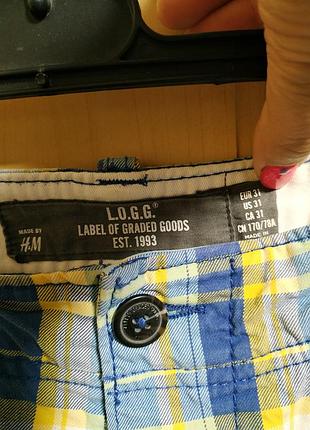 L.O.G.G.®
LABEL OF GRADED GOODS
EST. 1993
MADE BY
H&M
EUR 31
US 31
CA 31
CN 170/78A
MADE IN